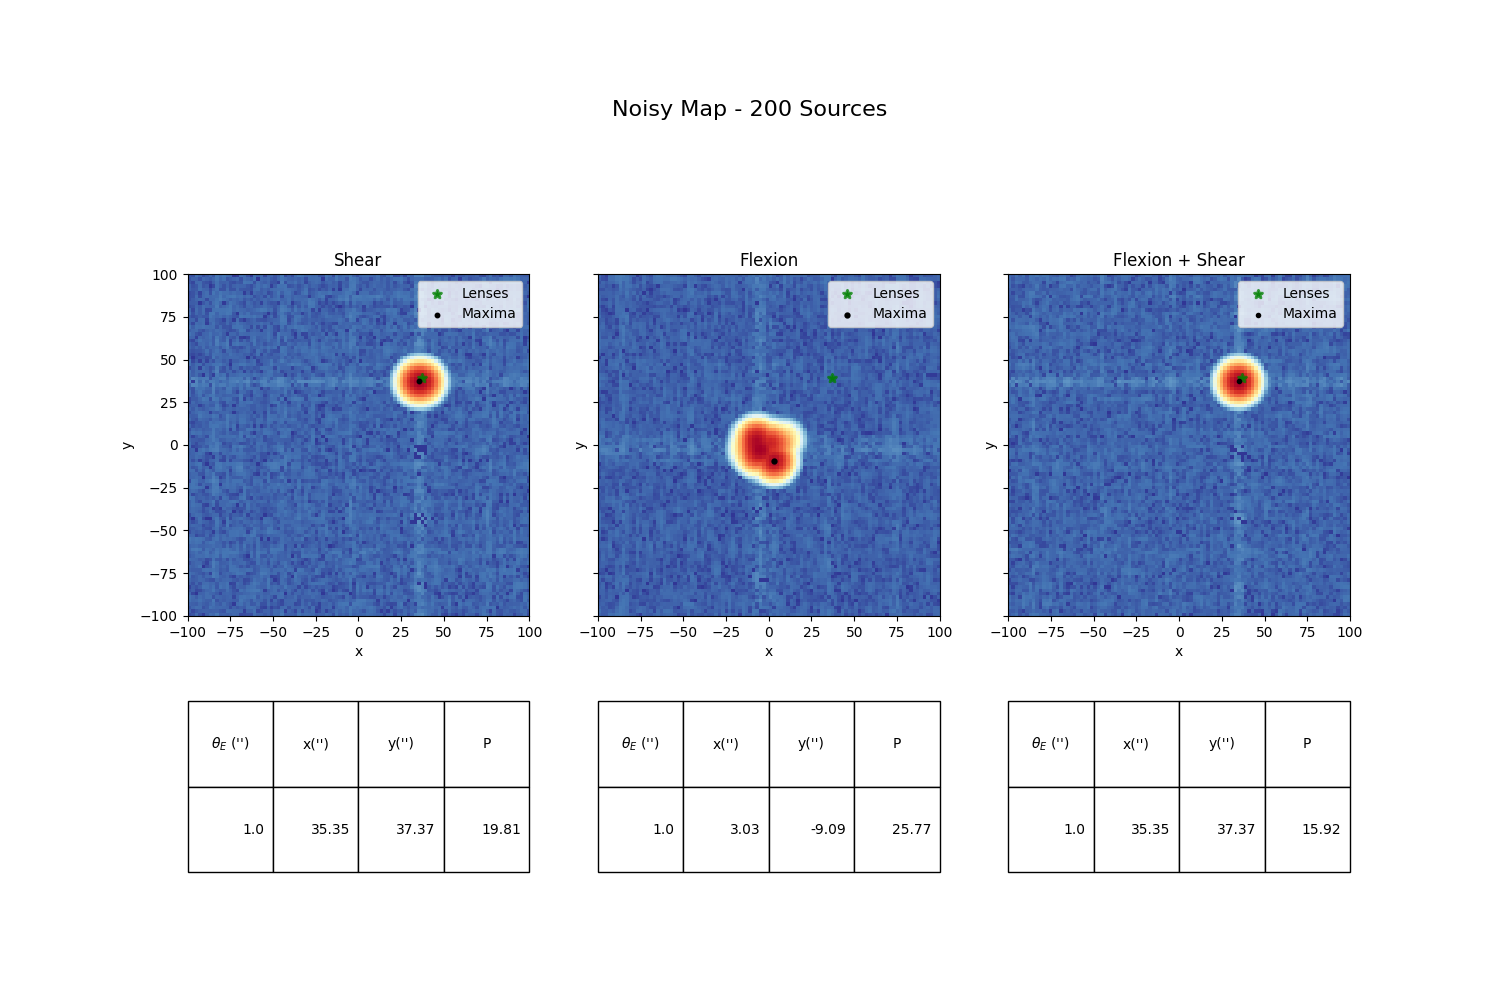 Noisy Map - 200 Sources
Shear
Flexion
Flexion + Shear
Lenses
Maxima
Lenses
Maxima
Lenses
Maxima
100
75
50
25
0
−25
−50
−75
−100
y
y
y
−100 −75 −50 −25 0 25 50 75 100
−100 −75 −50 −25 0 25 50 75 100
−100 −75 −50 −25 0 25 50 75 100
x
x
x
θ_E ('') x('') y('') P
1.0 35.35 37.37 19.81
θ_E ('') x('') y('') P
1.0 3.03 -9.09 25.77
θ_E ('') x('') y('') P
1.0 35.35 37.37 15.92